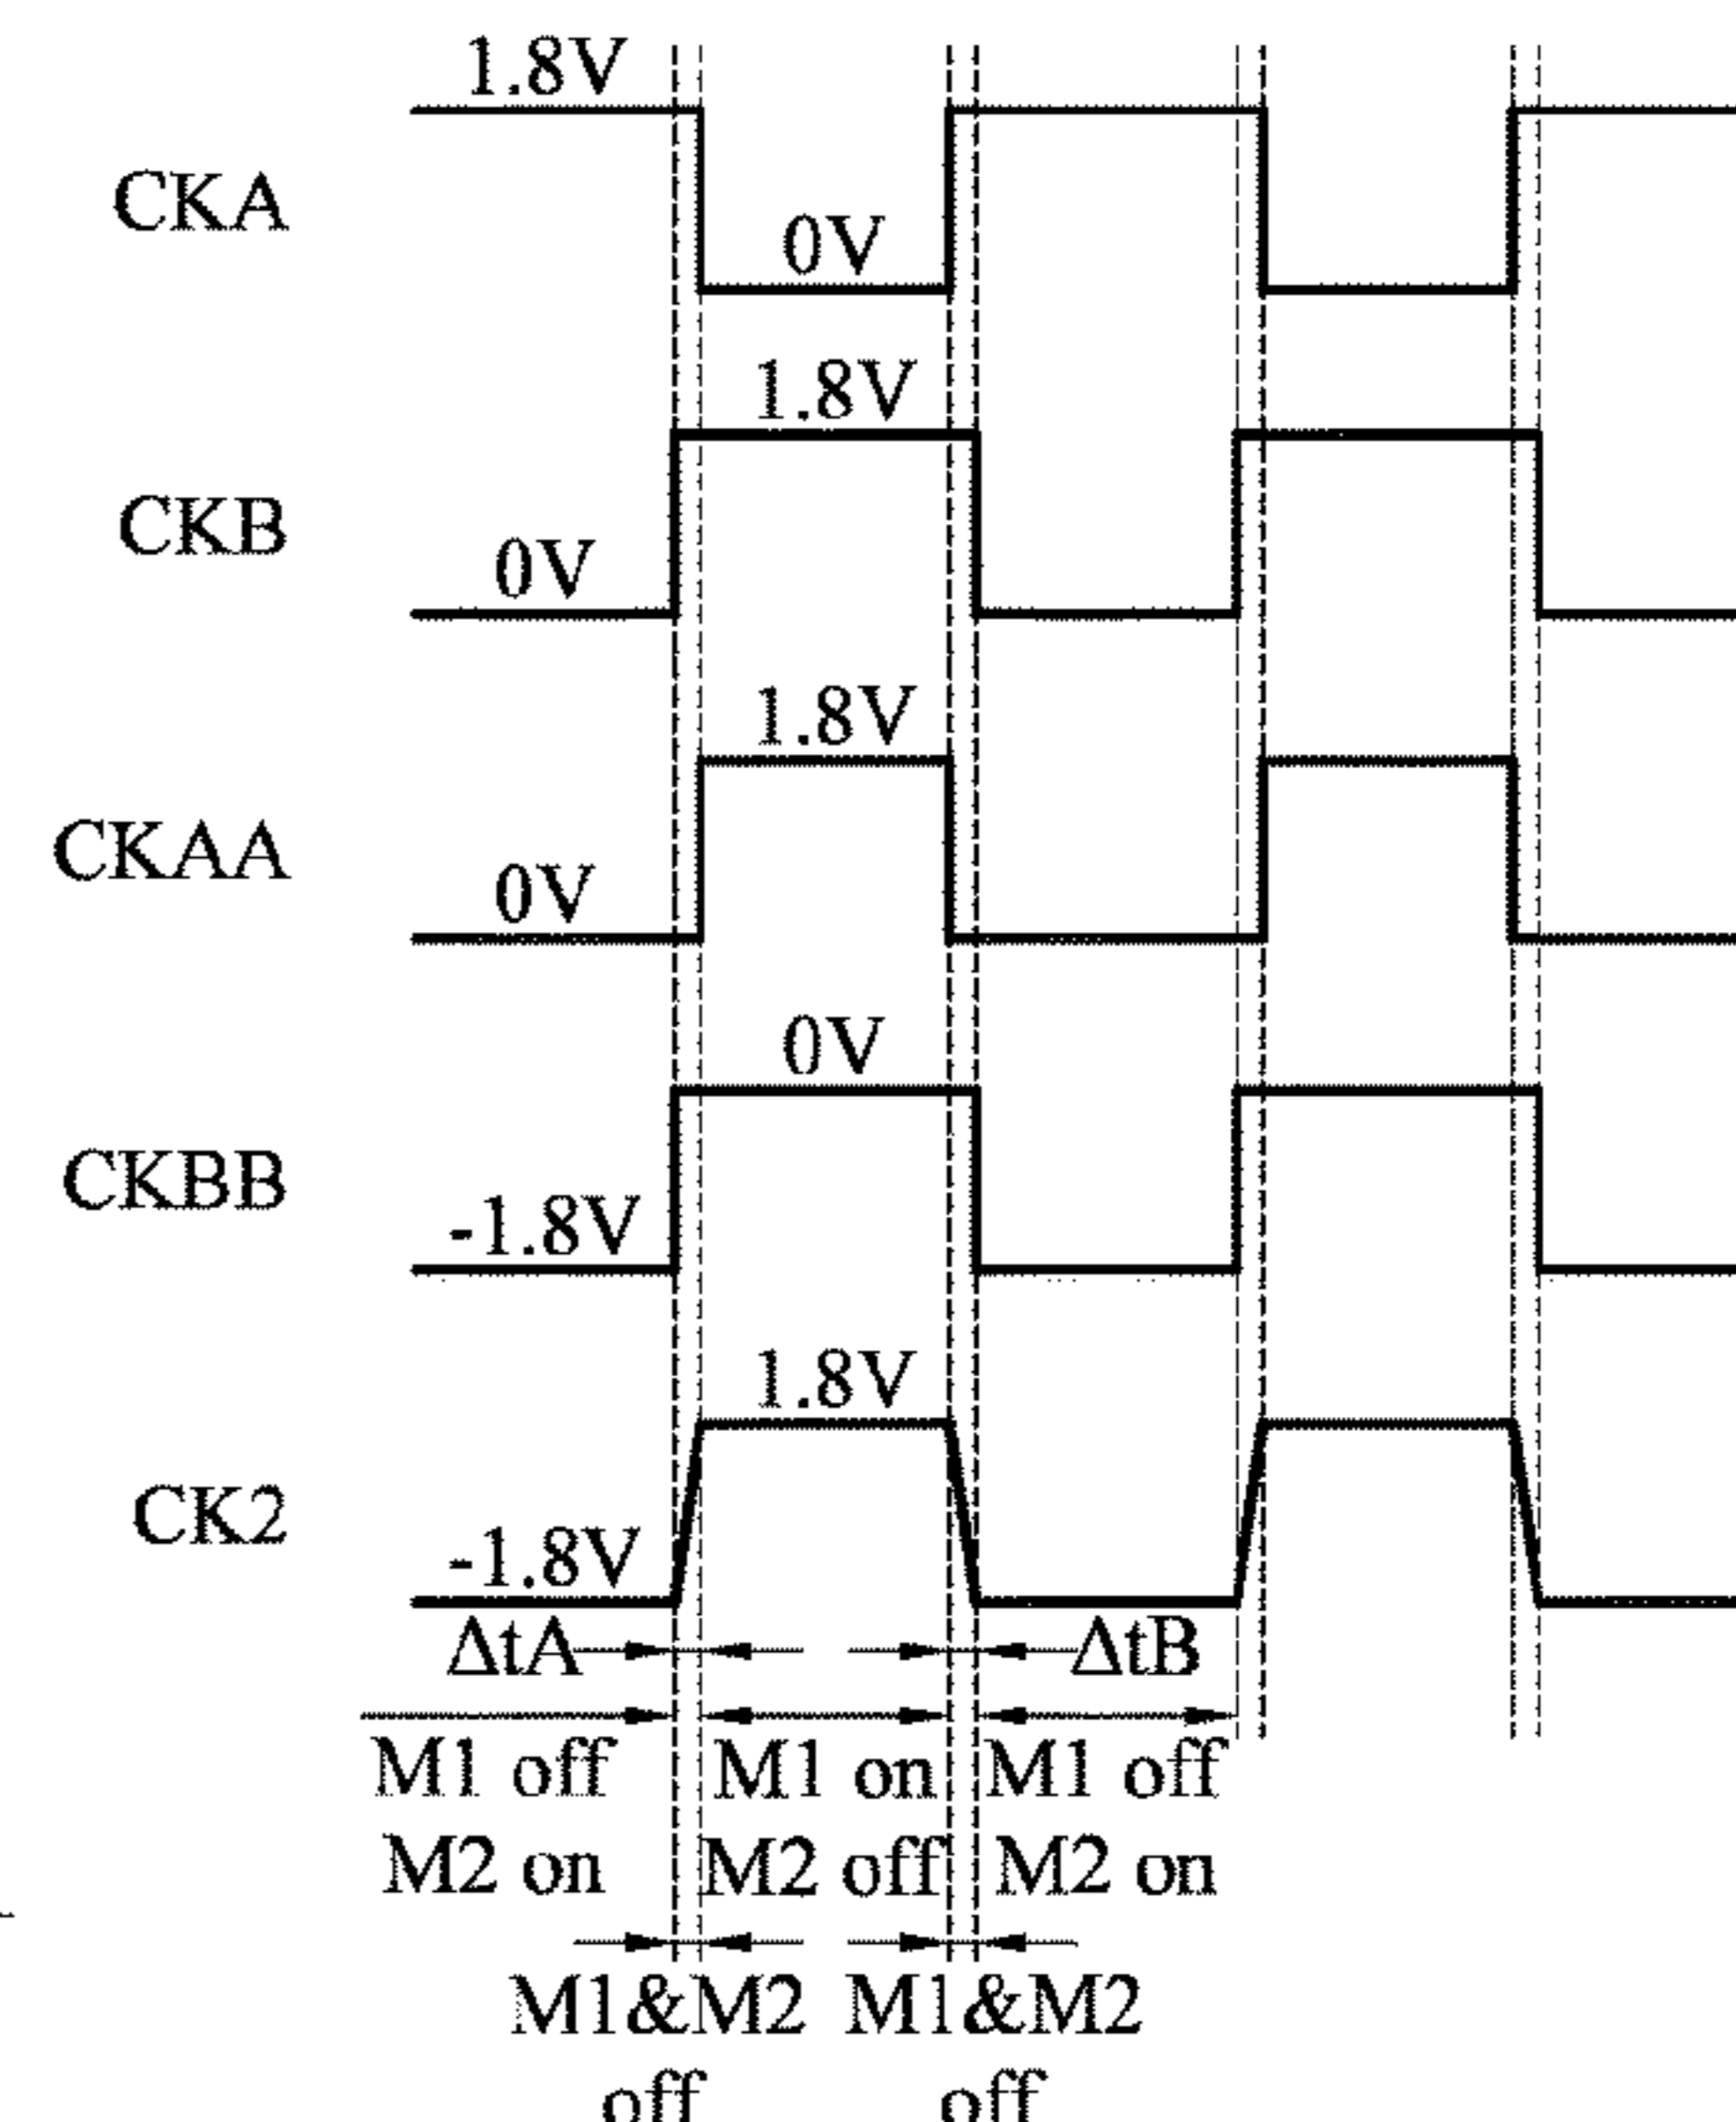 1.8V
CKA
0V
1.8V
CKB
0V
1.8V
CKAA
0V
0V
CKBB
-1.8V
1.8V
CK2
-1.8V
ΔtA ΔtB
M1 off M1 on M1 off
M2 on M2 off M2 on
M1&M2 M1&M2
off off